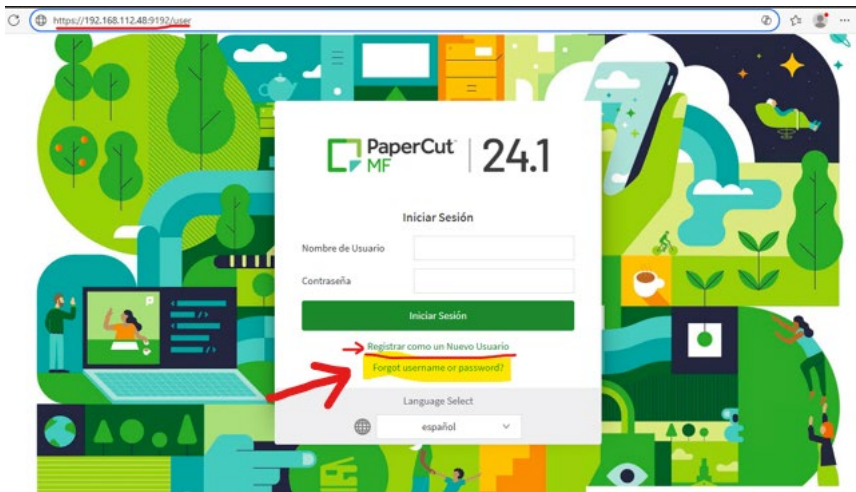 https://192.168.112.48:9192/user
PaperCut
MF
24.1
Iniciar Sesión
Nombre de Usuario
Contraseña
Iniciar Sesión
Registrar como un Nuevo Usuario
Forgot username or password?
Language Select
español